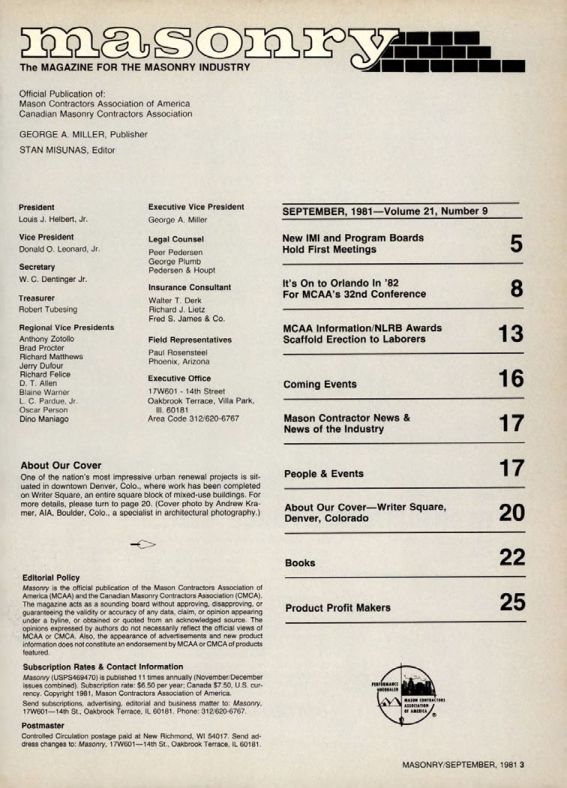 masonry
The MAGAZINE FOR THE MASONRY INDUSTRY
Official Publication of:
Mason Contractors Association of America
Canadian Masonry Contractors Association
GEORGE A. MILLER, Publisher
STAN MISUNAS, Editor
President
Louis J. Helbert, Jr.
Vice President
Donald O. Leonard, Jr.
Secretary
W. C. Dentinger Jr.
Treasurer
Robert Tubesing
Regional Vice Presidents
Anthony Zotollo
Brad Procter
Richard Matthews
Jerry Dufour
Richard Felice
D. T. Allen
Blaine Warner
L. C. Pardue, Jr.
Oscar Person
Dino Maniago
Executive Vice President
George A. Miller
Legal Counsel
Peer Pedersen
George Plumb
Pedersen & Houpt
Insurance Consultant
Walter T. Derk
Richard J. Lietz
Fred S. James & Co.
Field Representatives
Paul Rosensteel
Phoenix, Arizona
Executive Office
17W601 - 14th Street
Oakbrook Terrace, Villa Park,
Ill. 60181
Area Code 312/620-6767
About Our Cover
One of the nation's most impressive urban renewal projects is sit-
uated in downtown Denver, Colo., where work has been completed
on Writer Square, an entire square block of mixed-use buildings. For
more details, please turn to page 20. (Cover photo by Andrew Kra-
mer, AIA, Boulder, Colo., a specialist in architectural photography.)
Editorial Policy
Masonry is the official publication of the Mason Contractors Association of
America (MCAA) and the Canadian Masonry Contractors Association (CMCA).
The magazine acts as a sounding board without approving, disapproving, or
guaranteeing the validity or accuracy of any data, claim, or opinion appearing
under a byline, or obtained or quoted from an acknowledged source. The
opinions expressed by authors do not necessarily reflect the official views of
MCAA or CMCA. Also, the appearance of advertisements and new product
information does not constitute an endorsement by MCAA or CMCA of products
featured.
Subscription Rates & Contact Information
Masonry (USPS469470) is published 11 times annually (November/December
issues combined). Subscription rate: $6.50 per year; Canada $7.50, U.S. cur-
rency. Copyright 1981, Mason Contractors Association of America.
Send subscriptions, advertising, editorial and business matter to: Masonry,
17W601—14th St., Oakbrook Terrace, IL 60181. Phone: 312/620-6767.
Postmaster
Controlled Circulation postage paid at New Richmond, WI 54017. Send ad-
dress changes to: Masonry, 17W601—14th St., Oakbrook Terrace, IL 60181.
SEPTEMBER, 1981—Volume 21, Number 9
New IMI and Program Boards
Hold First Meetings 5
It's On to Orlando In '82
For MCAA's 32nd Conference 8
MCAA Information/NLRB Awards
Scaffold Erection to Laborers 13
Coming Events 16
Mason Contractor News &
News of the Industry 17
People & Events 17
About Our Cover—Writer Square,
Denver, Colorado 20
Books 22
Product Profit Makers 25
PERFORMANCE
MASON CONTRACTORS
ASSOCIATION
OF AMERICA
®
MASONRY/SEPTEMBER, 1981 3